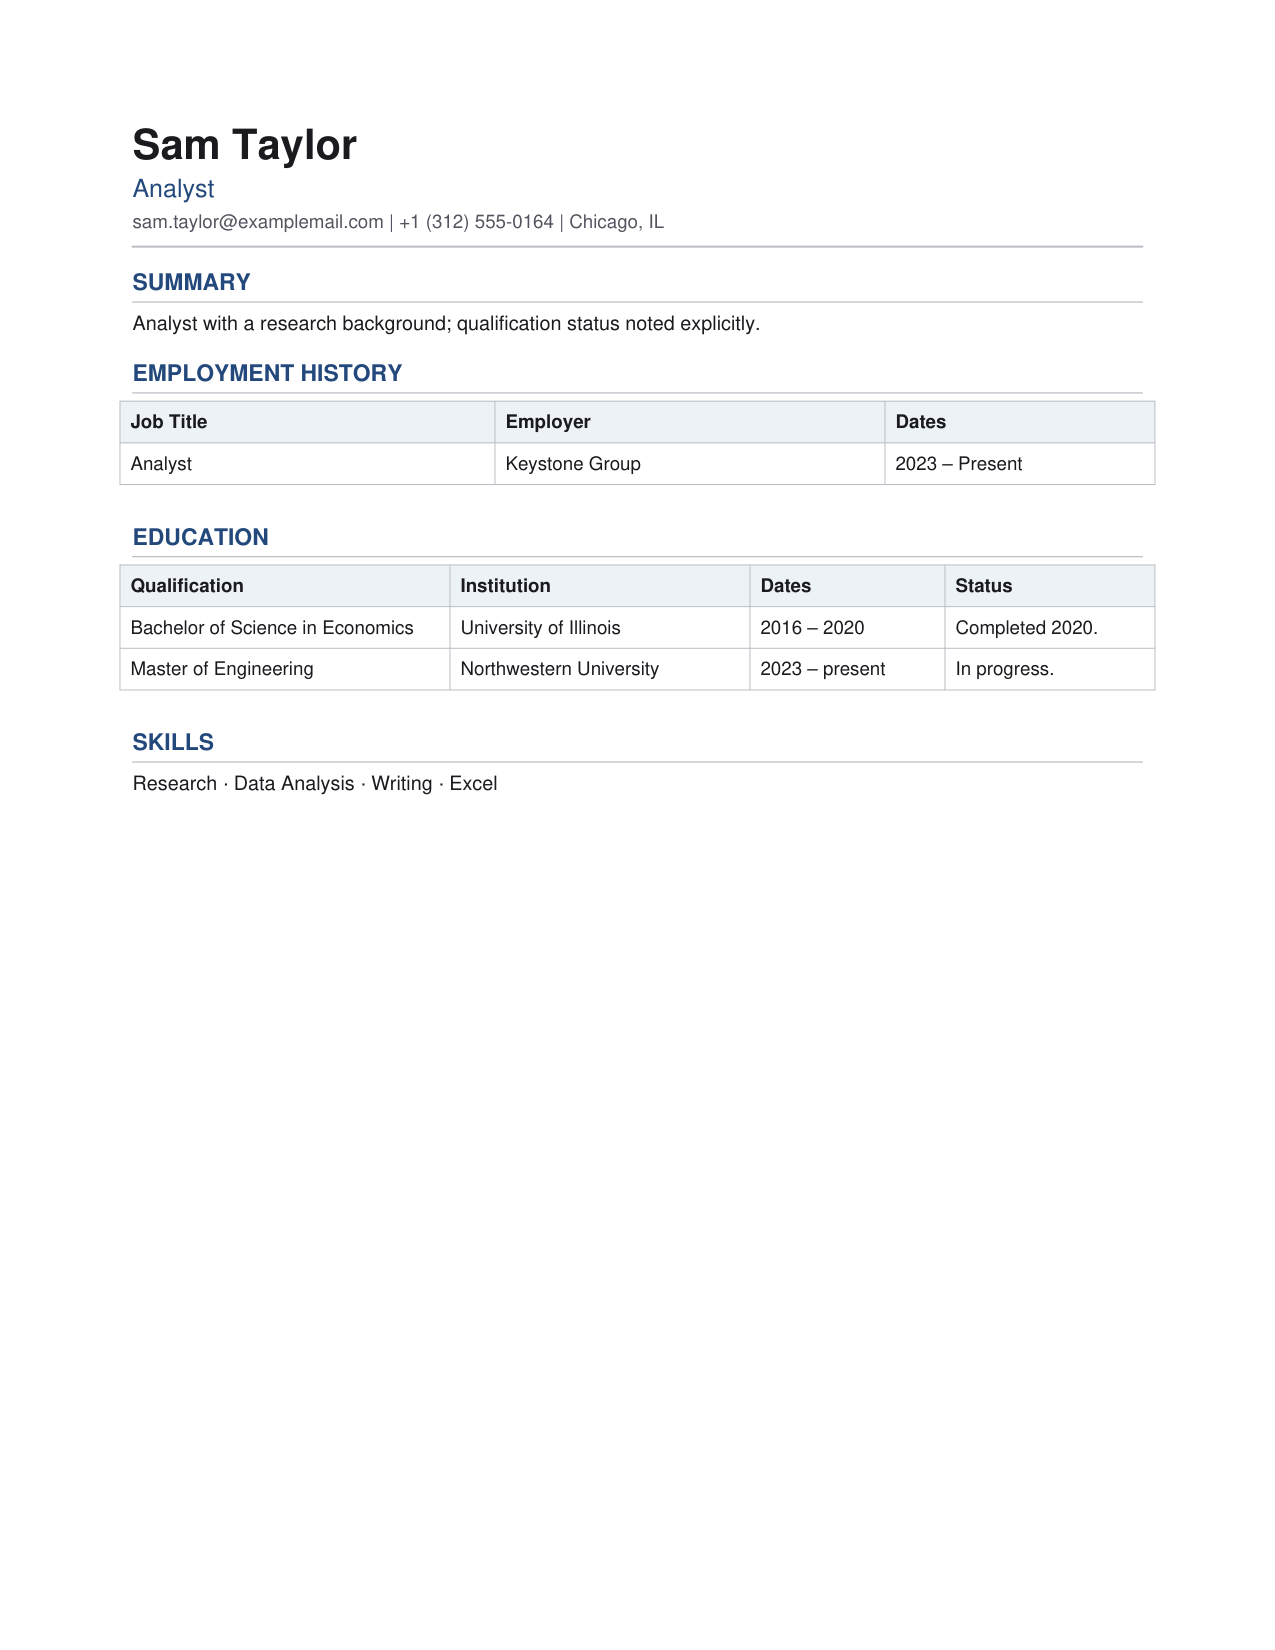 Sam Taylor
Analyst
sam.taylor@examplemail.com | +1 (312) 555-0164 | Chicago, IL
SUMMARY
Analyst with a research background; qualification status noted explicitly.
EMPLOYMENT HISTORY
Job Title Employer Dates
Analyst Keystone Group 2023 – Present
EDUCATION
Qualification Institution Dates Status
Bachelor of Science in Economics University of Illinois 2016 – 2020 Completed 2020.
Master of Engineering Northwestern University 2023 – present In progress.
SKILLS
Research · Data Analysis · Writing · Excel